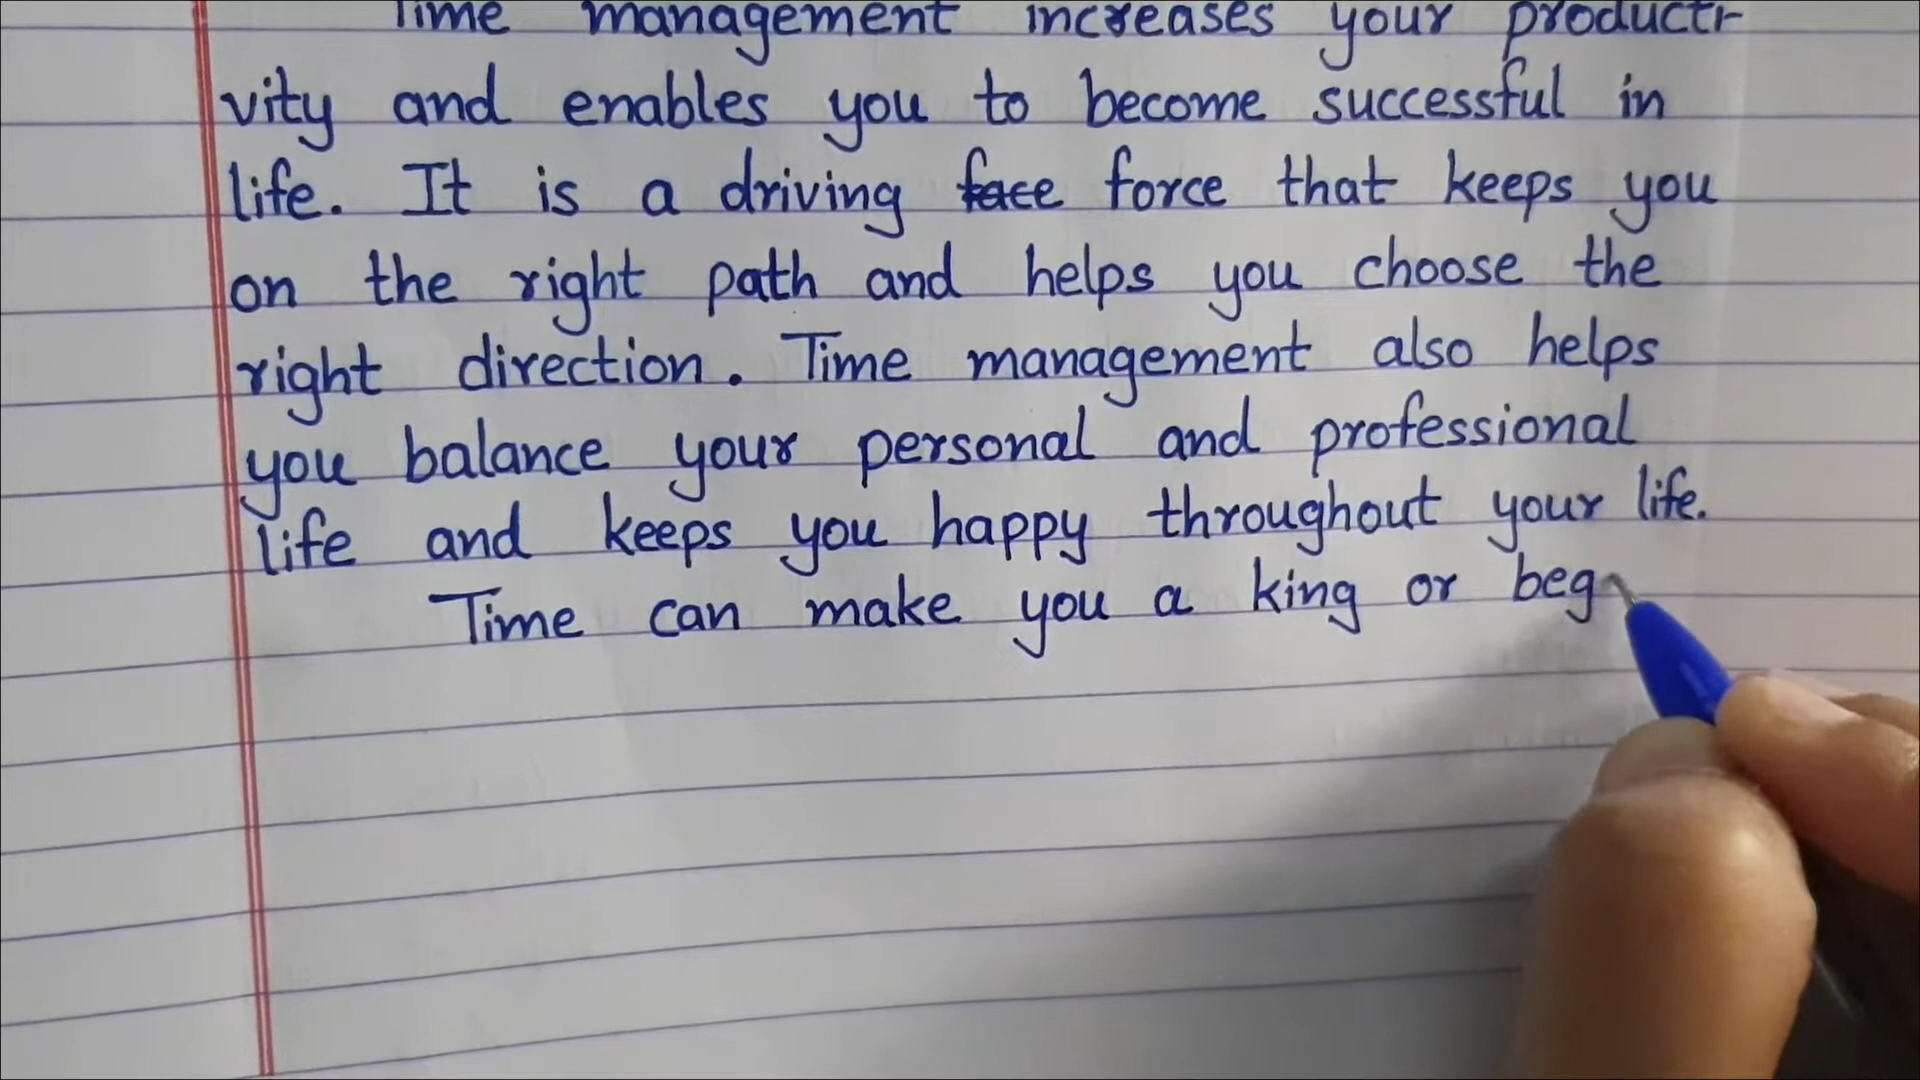 Time management increases your producti-
vity and enables you to become successful in
life. It is a driving face force that keeps you
on the right path and helps you choose the
right direction. Time management also helps
you balance your personal and professional
life and keeps you happy throughout your life.
Time can make you a king or beg